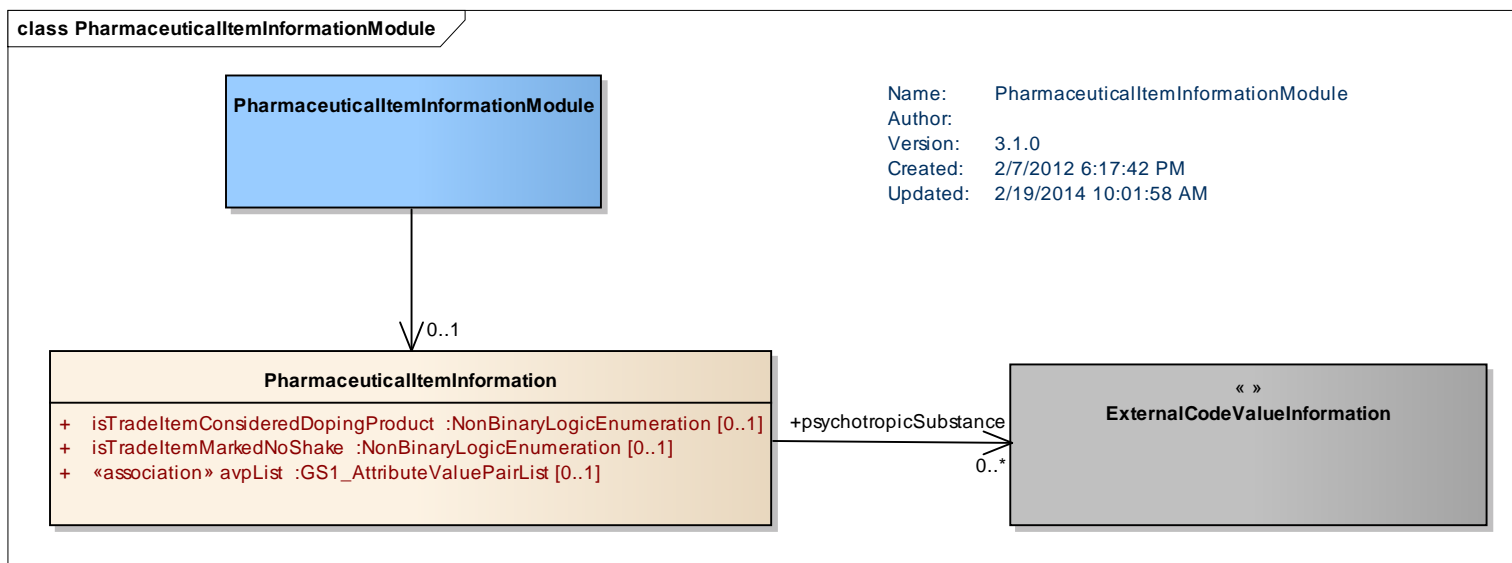 class PharmaceuticalItemInformationModule
PharmaceuticalItemInformationModule
Name: PharmaceuticalItemInformationModule
Author:
Version: 3.1.0
Created: 2/7/2012 6:17:42 PM
Updated: 2/19/2014 10:01:58 AM
0..1
PharmaceuticalItemInformation
+ isTradeItemConsideredDopingProduct :NonBinaryLogicEnumeration [0..1]
+ isTradeItemMarkedNoShake :NonBinaryLogicEnumeration [0..1]
+ «association» avpList :GS1_AttributeValuePairList [0..1]
+psychotropicSubstance
0..*
« »
ExternalCodeValueInformation